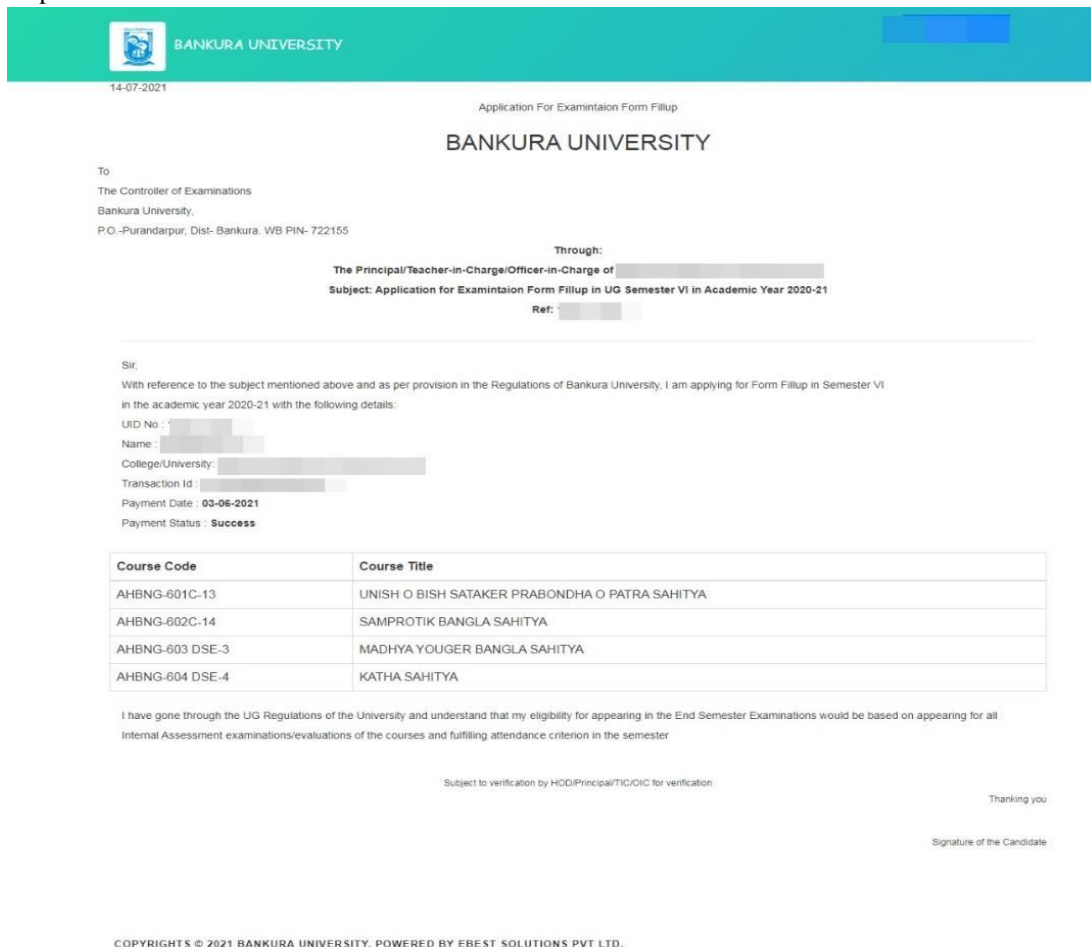 BANKURA UNIVERSITY
14-07-2021
Application For Examintaion Form Fillup
BANKURA UNIVERSITY
To
The Controller of Examinations
Bankura University,
P.O.-Purandarpur, Dist- Bankura. WB PIN- 722155
Through:
The Principal/Teacher-in-Charge/Officer-in-Charge of
Subject: Application for Examintaion Form Fillup in UG Semester VI in Academic Year 2020-21
Ref:
Sir,
With reference to the subject mentioned above and as per provision in the Regulations of Bankura University, I am applying for Form Fillup in Semester VI
in the academic year 2020-21 with the following details:
UID No :
Name :
College/University:
Transaction Id :
Payment Date : 03-06-2021
Payment Status : Success
Course Code Course Title
AHBNG-601C-13 UNISH O BISH SATAKER PRABONDHA O PATRA SAHITYA
AHBNG-602C-14 SAMPROTIK BANGLA SAHITYA
AHBNG-603 DSE-3 MADHYA YOUGER BANGLA SAHITYA
AHBNG-604 DSE-4 KATHA SAHITYA
I have gone through the UG Regulations of the University and understand that my eligibility for appearing in the End Semester Examinations would be based on appearing for all
Internal Assessment examinations/evaluations of the courses and fulfilling attendance criterion in the semester
Subject to verification by HOD/Principal/TIC/OIC for verification
Thanking you
Signature of the Candidate
COPYRIGHTS © 2021 BANKURA UNIVERSITY. POWERED BY EBEST SOLUTIONS PVT LTD.